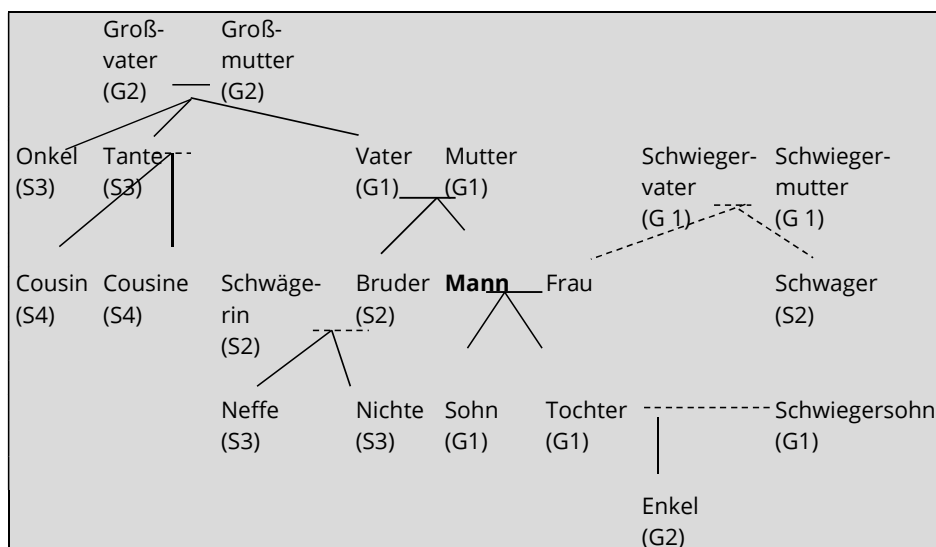 Groß-
vater
(G2)
Groß-
mutter
(G2)
Onkel
(S3)
Tante
(S3)
Vater
(G1)
Mutter
(G1)
Schwieger-
vater
(G 1)
Schwieger-
mutter
(G 1)
Cousin
(S4)
Cousine
(S4)
Schwäge-
rin
(S2)
Bruder
(S2)
Mann
Frau
Schwager
(S2)
Neffe
(S3)
Nichte
(S3)
Sohn
(G1)
Tochter
(G1)
Schwiegersohn
(G1)
Enkel
(G2)